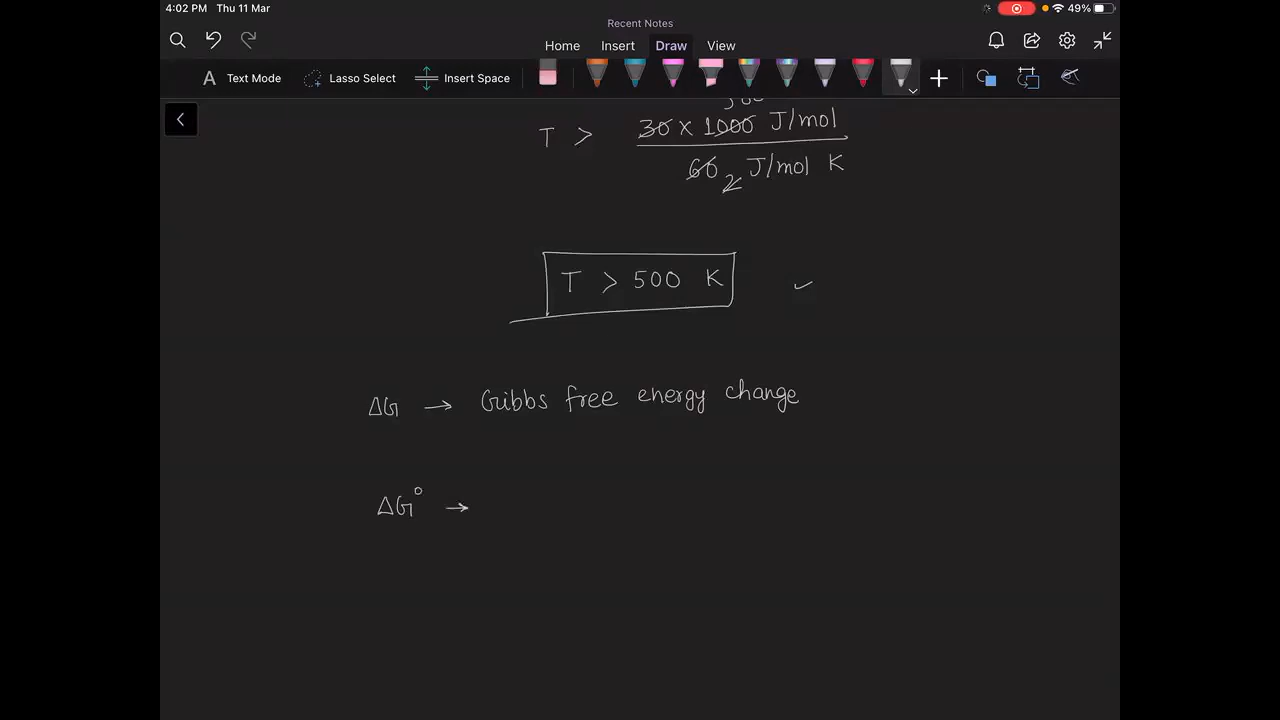 4:02 PM Thu 11 Mar
49%
Recent Notes
Home Insert Draw View
Text Mode Lasso Select Insert Space
T > 30 x 1000 J/mol
60 2 J/mol K
T > 500 K
ΔG → Gibbs free energy change
ΔG° →